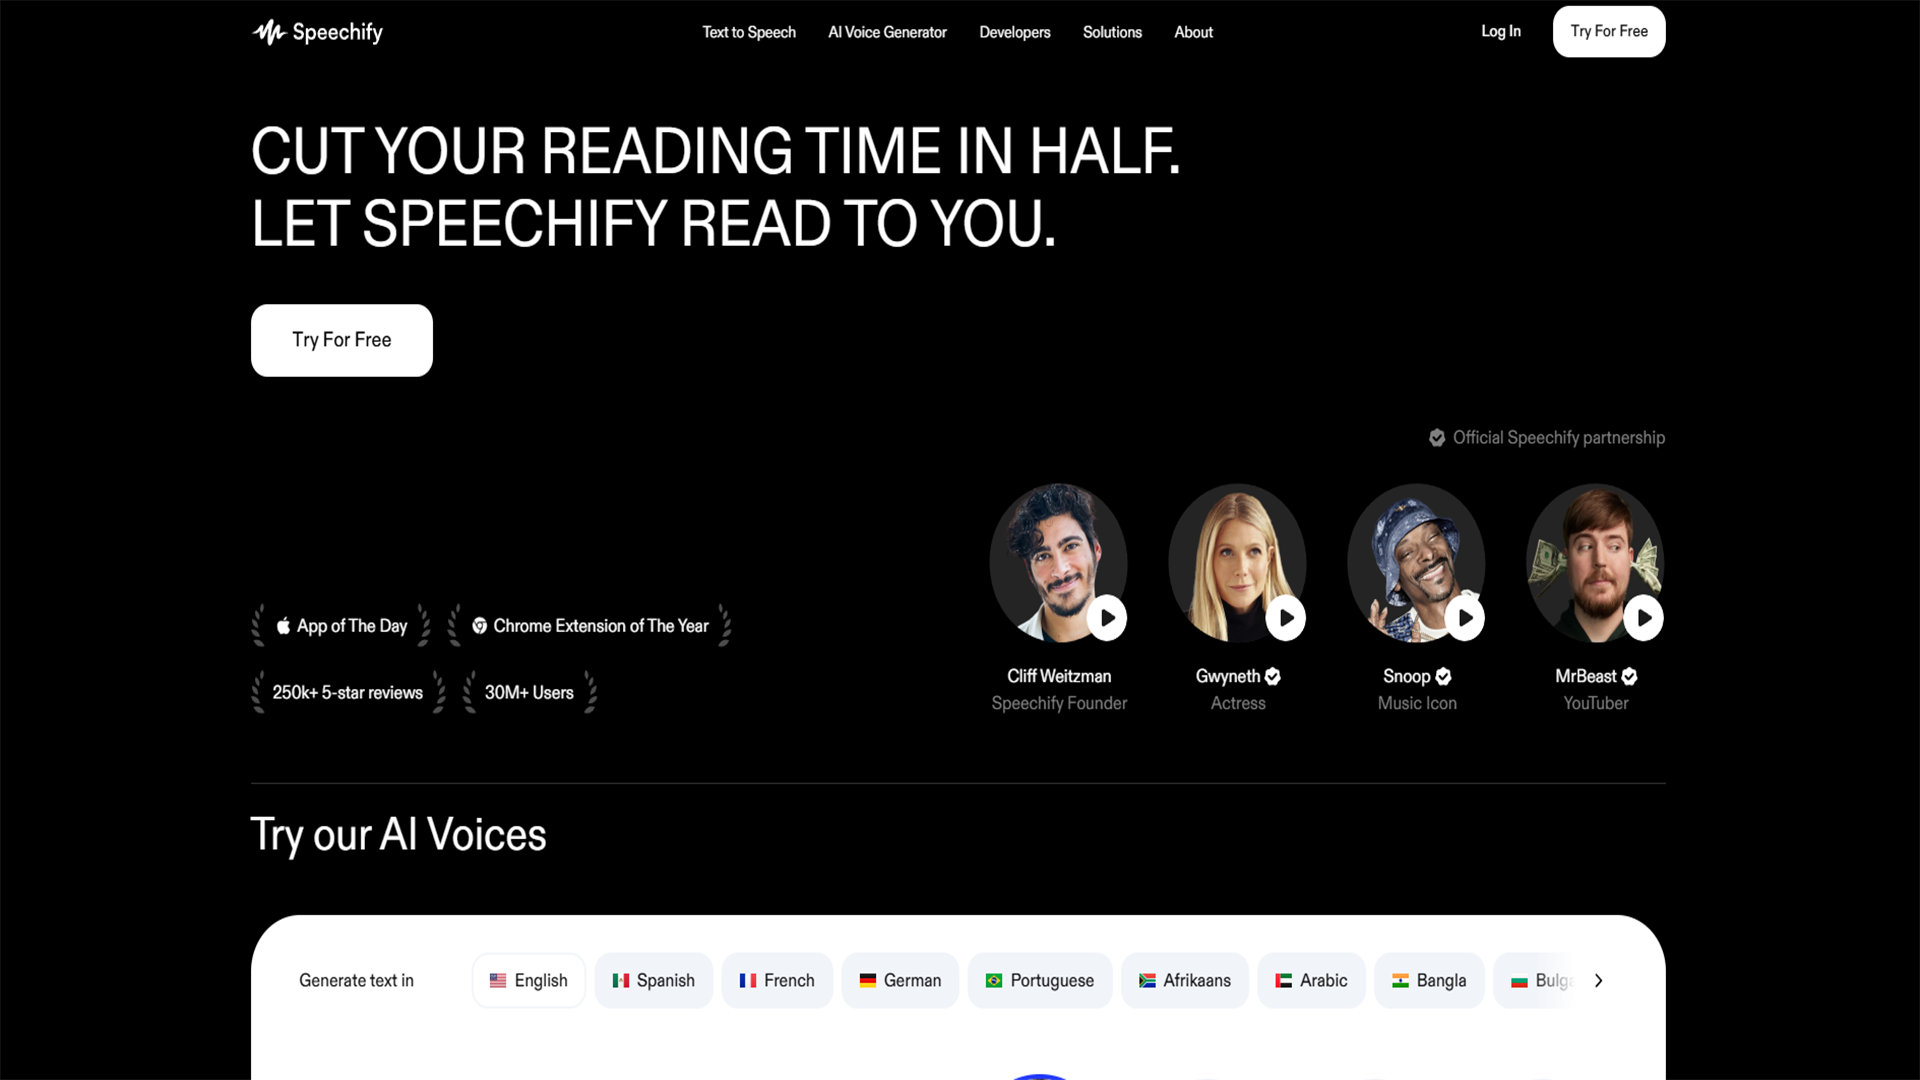 Speechify
Text to Speech
AI Voice Generator
Developers
Solutions
About
Log In
Try For Free
CUT YOUR READING TIME IN HALF.
LET SPEECHIFY READ TO YOU.
Try For Free
Official Speechify partnership
App of The Day
Chrome Extension of The Year
250k+ 5-star reviews
30M+ Users
Cliff Weitzman
Speechify Founder
Gwyneth
Actress
Snoop
Music Icon
MrBeast
YouTuber
Try our AI Voices
Generate text in
English
Spanish
French
German
Portuguese
Afrikaans
Arabic
Bangla